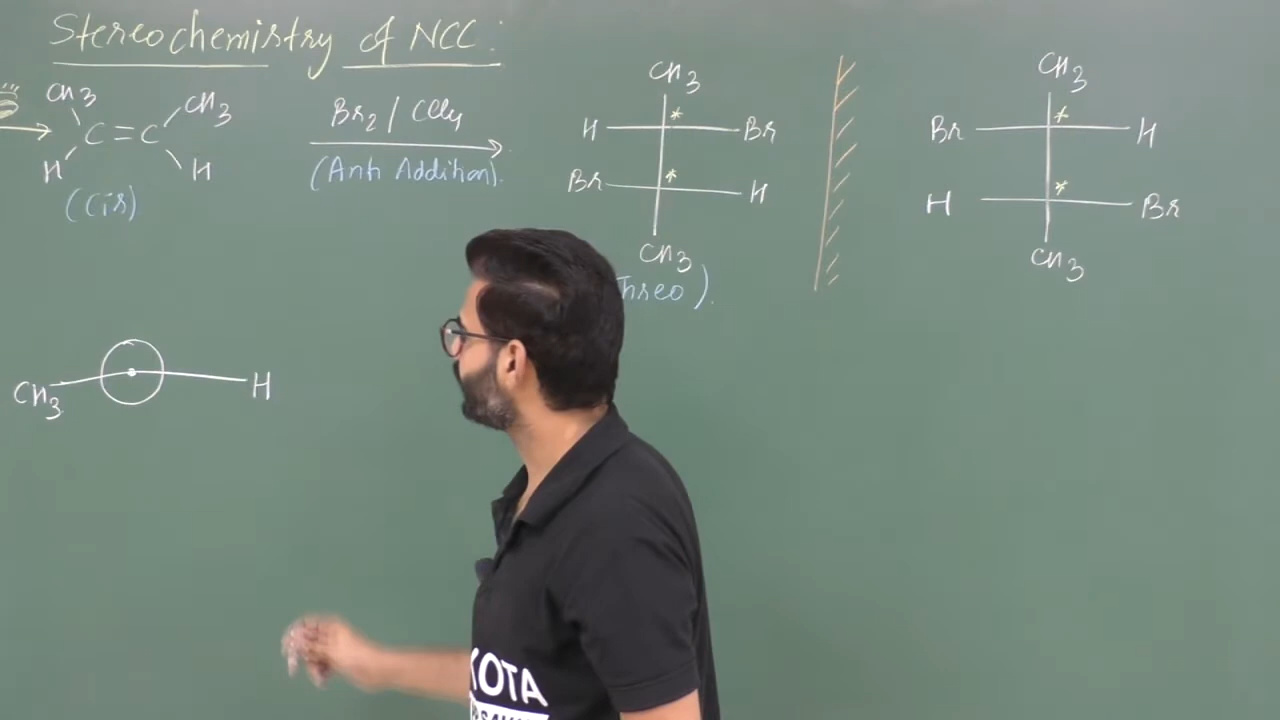 Stereochemistry of NCC:
CH3 CH3
C=C
H H
(Cis)
Br2 / CCl4
(Anti Addition).
CH3
H * Br
Br * H
CH3
Threo).
CH3
Br * H
H * Br
CH3
CH3 H
KOTA